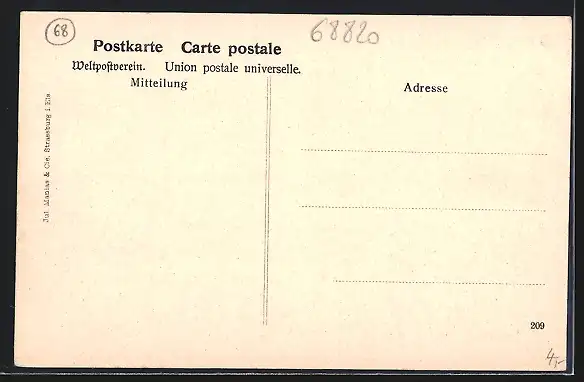 68
68820
Postkarte Carte postale
Weltpostverein. Union postale universelle.
Mitteilung
Adresse
Jul. Manias & Cie. Strassburg i. Els
209
4,-